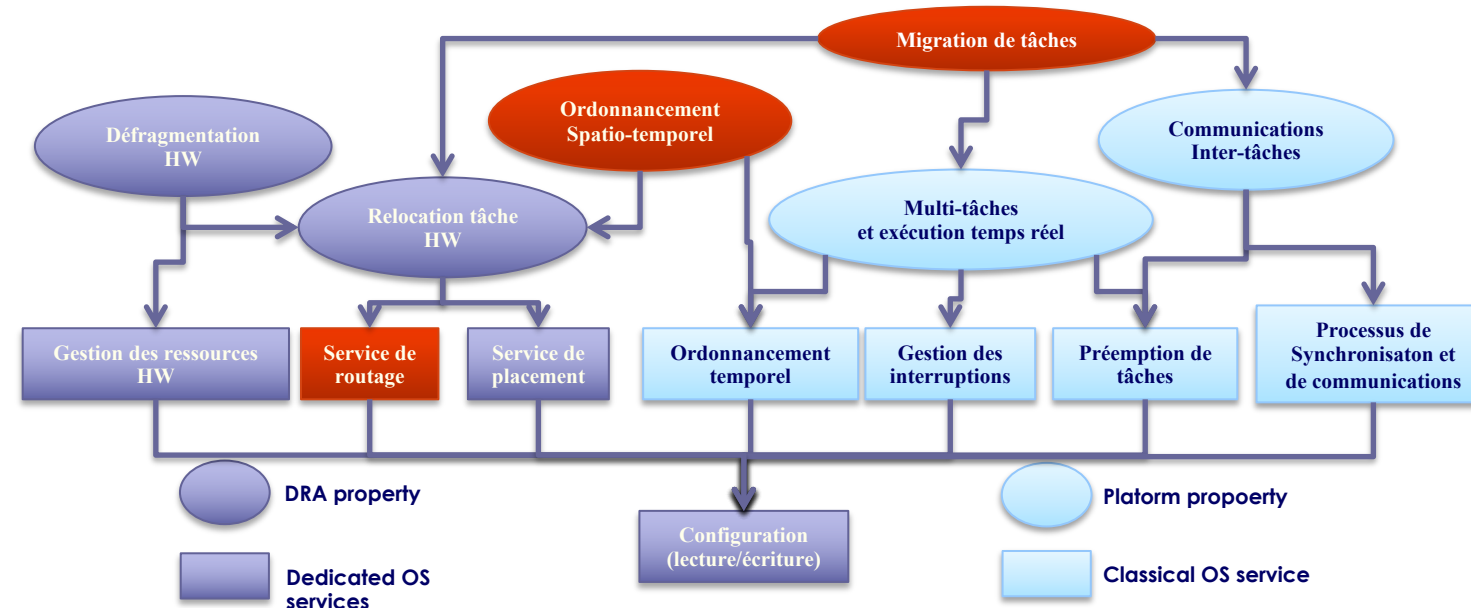 Migration de tâches
Ordonnancement
Spatio-temporel
Défragmentation
HW
Communications
Inter-tâches
Relocation tâche
HW
Multi-tâches
et exécution temps réel
Gestion des ressources
HW
Service de
routage
Service de
placement
Ordonnancement
temporel
Gestion des
interruptions
Préemption de
tâches
Processus de
Synchronisaton et
de communications
DRA property
Platorm propoerty
Configuration
(lecture/écriture)
Dedicated OS
services
Classical OS service